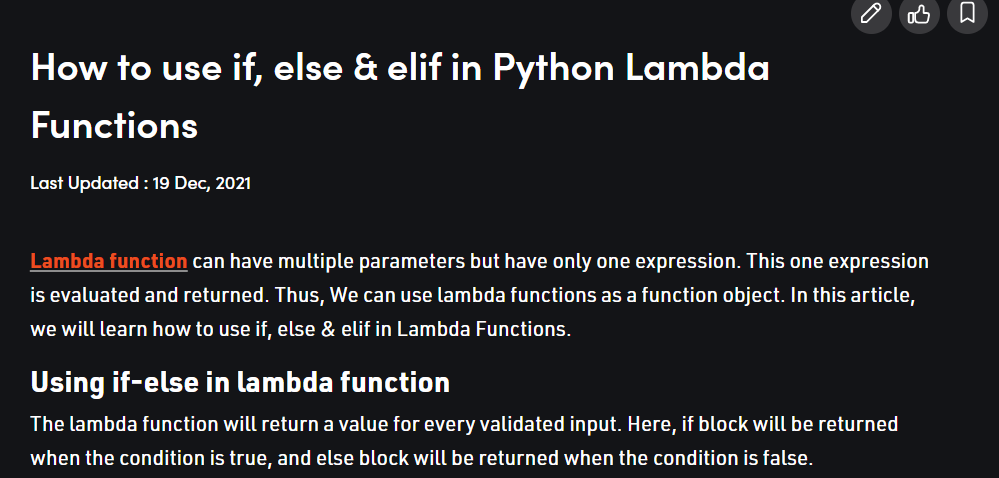 How to use if, else & elif in Python Lambda
Functions
Last Updated : 19 Dec, 2021
Lambda function can have multiple parameters but have only one expression. This one expression
is evaluated and returned. Thus, We can use lambda functions as a function object. In this article,
we will learn how to use if, else & elif in Lambda Functions.
Using if-else in lambda function
The lambda function will return a value for every validated input. Here, if block will be returned
when the condition is true, and else block will be returned when the condition is false.